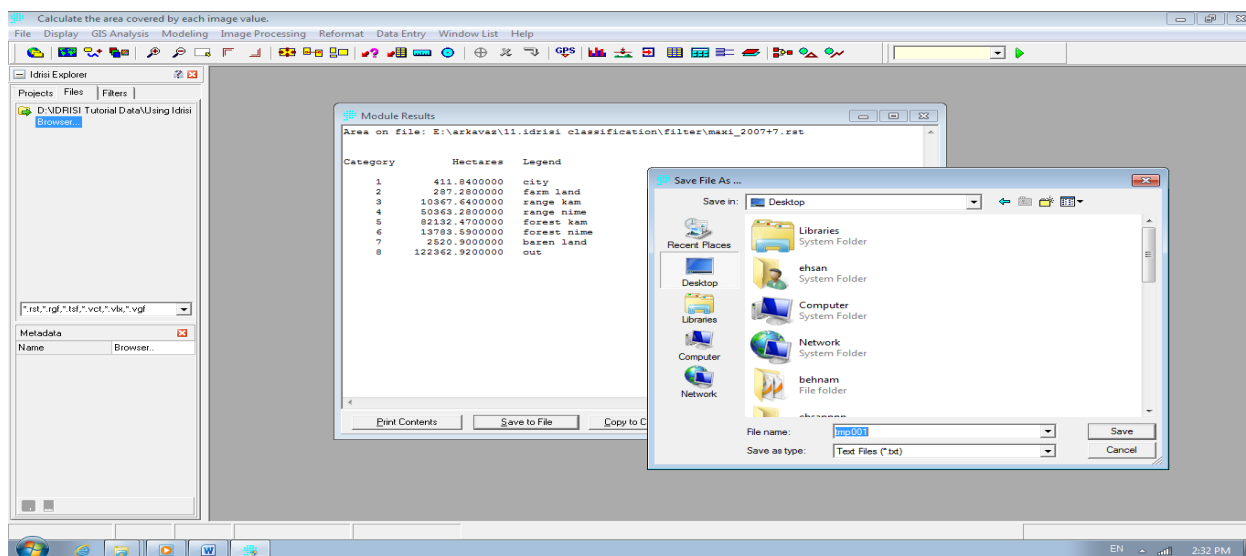 Calculate the area covered by each image value.
File Display GIS Analysis Modeling Image Processing Reformat Data Entry Window List Help
GPS
Idrisi Explorer
Projects Files Filters
D:\IDRISI Tutorial Data\Using Idrisi
Browser...
*.rst,*.rgf,*.tsf,*.vct,*.vlx,*.vgf
Metadata
Name Browser..
Module Results
Area on file: E:\arkavaz\11.idrisi classification\filter\maxi_2007+7.rst
Category Hectares Legend
1 411.8400000 city
2 287.2800000 farm land
3 10367.6400000 range kam
4 50363.2800000 range nime
5 82132.4700000 forest kam
6 13783.5900000 forest nime
7 2520.9000000 baren land
8 122362.9200000 out
Print Contents Save to File Copy to C
Save File As ...
Save in: Desktop
Recent Places
Desktop
Libraries
Computer
Network
Libraries
System Folder
ehsan
System Folder
Computer
System Folder
Network
System Folder
behnam
File folder
File name: tmp001 Save
Save as type: Text Files (*.txt) Cancel
W
EN 2:32 PM